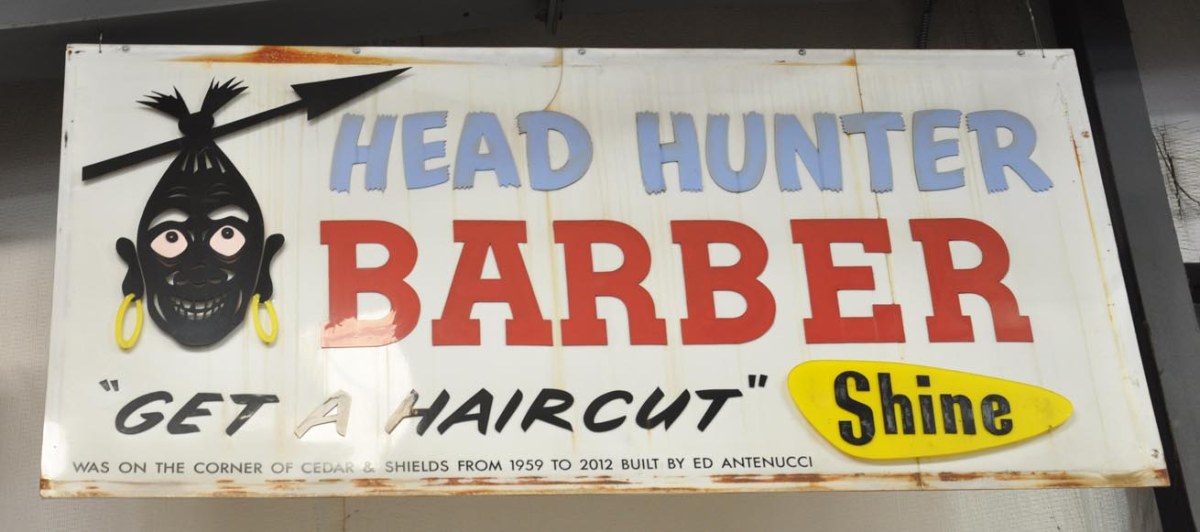 HEAD HUNTER
BARBER
"GET A HAIRCUT"
Shine
WAS ON THE CORNER OF CEDAR & SHIELDS FROM 1959 TO 2012 BUILT BY ED ANTENUCCI